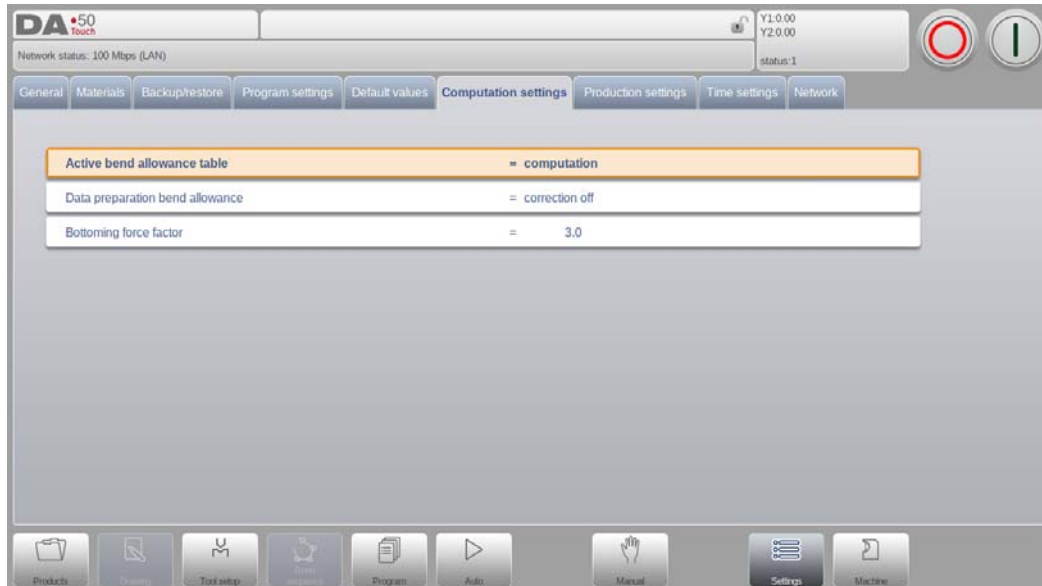 DA 50
Touch
Y1:0.00
Y2:0.00
status:1
Network status: 100 Mbps (LAN)
General Materials Backup/restore Program settings Default values Computation settings Production settings Time settings Network
Active bend allowance table = computation
Data preparation bend allowance = correction off
Bottoming force factor = 3.0
Products Drawing Tool setup Program Auto Manual Settings Machine